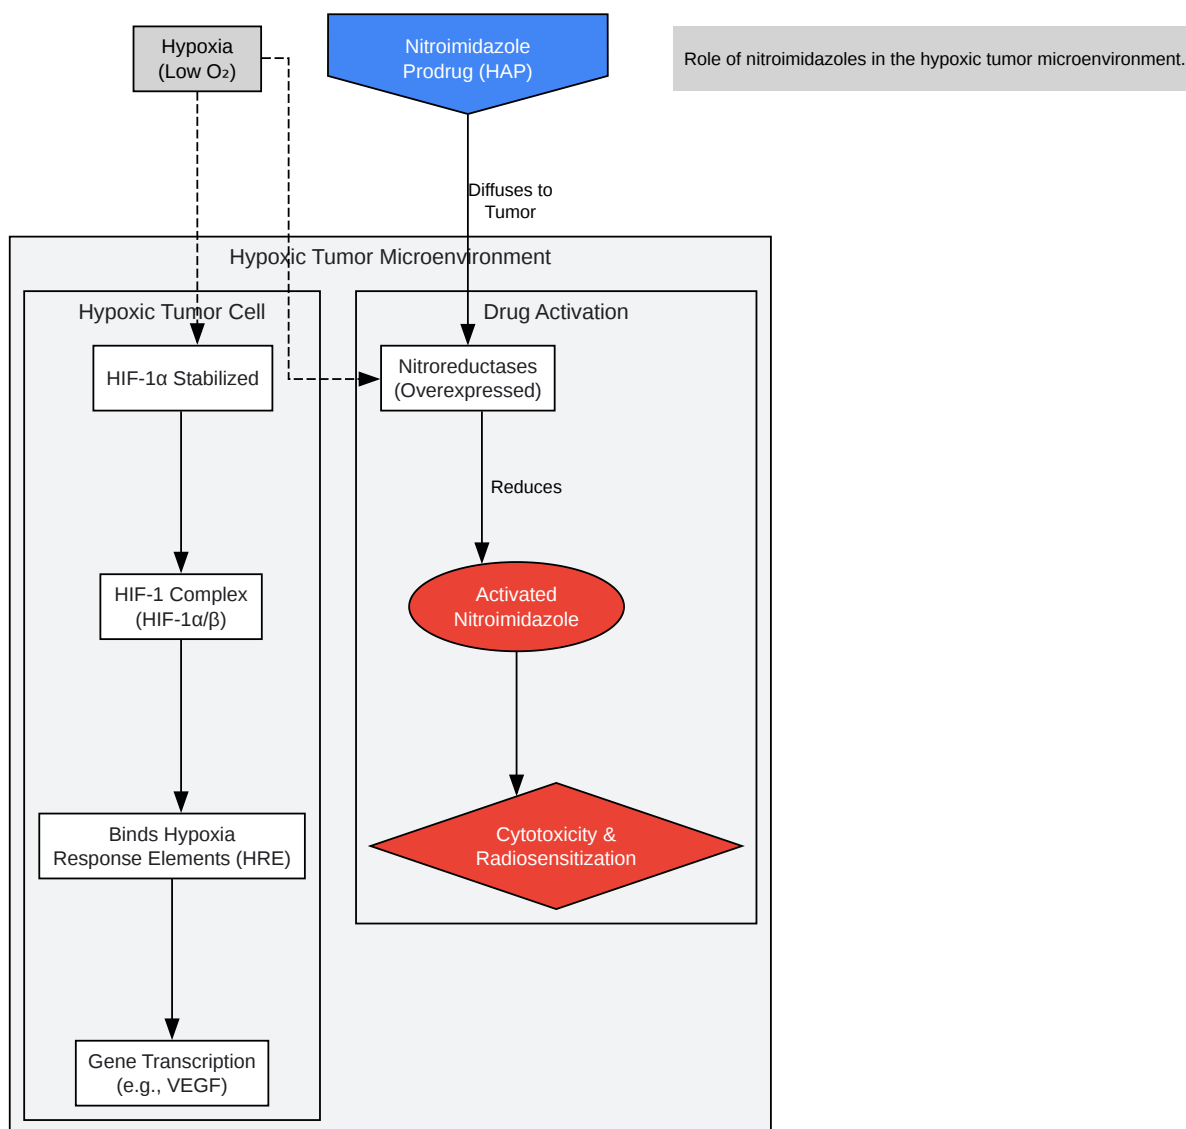 Hypoxia
(Low O₂)
Nitroimidazole
Prodrug (HAP)
Role of nitroimidazoles in the hypoxic tumor microenvironment.
Diffuses to
Tumor
Hypoxic Tumor Microenvironment
Hypoxic Tumor Cell
Drug Activation
HIF-1α Stabilized
Nitroreductases
(Overexpressed)
Reduces
HIF-1 Complex
(HIF-1α/β)
Activated
Nitroimidazole
Binds Hypoxia
Response Elements (HRE)
Cytotoxicity &
Radiosensitization
Gene Transcription
(e.g., VEGF)